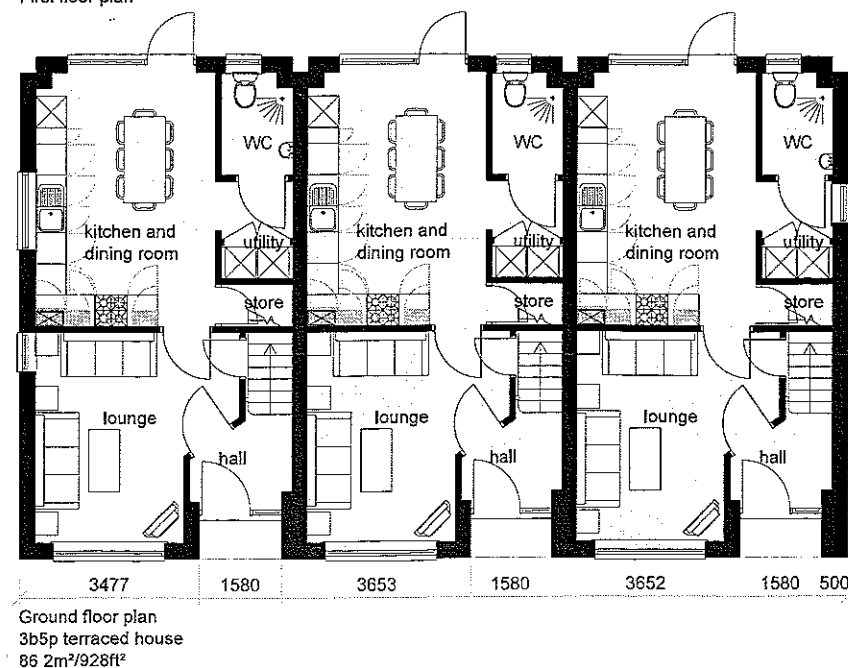 First floor plan
WC WC WC
kitchen and dining room
utility
kitchen and dining room
utility
kitchen and dining room
utility
store store store
lounge lounge lounge
hall hall hall
3477 1580 3653 1580 3652 1580 500
Ground floor plan
3b5p terraced house
86 2m²/928ft²